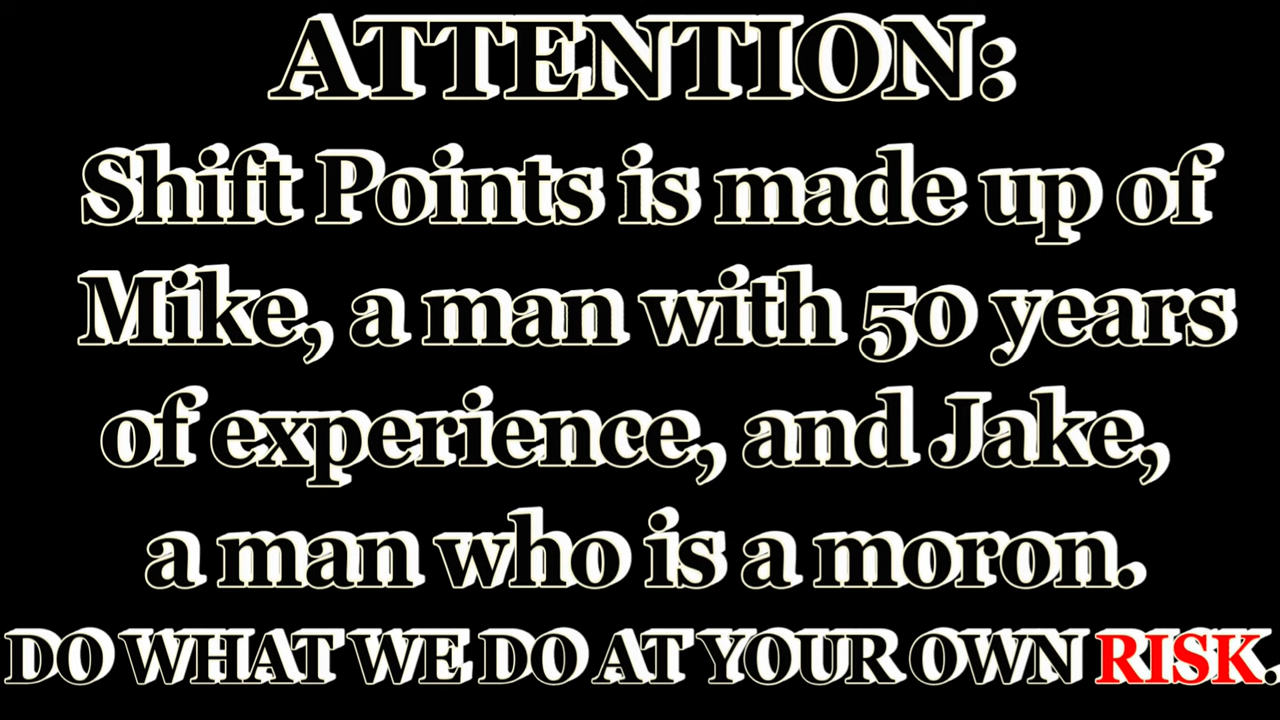 ATTENTION:
Shift Points is made up of
Mike, a man with 50 years
of experience, and Jake,
a man who is a moron.
DO WHAT WE DO AT YOUR OWN RISK.